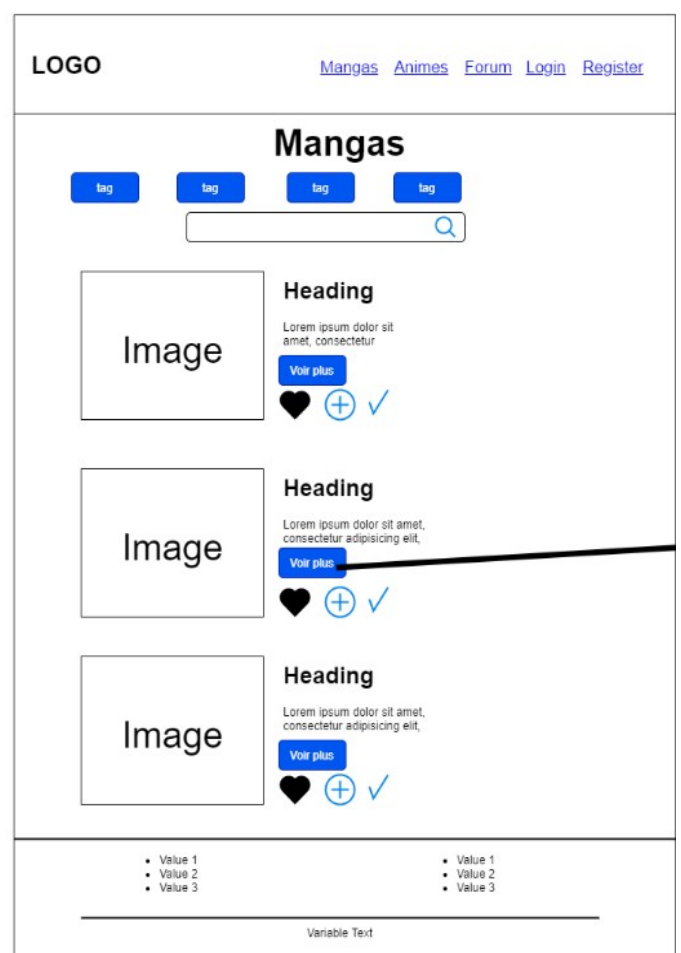 LOGO
Mangas Animes Forum Login Register
Mangas
tag tag tag tag
Image
Heading
Lorem ipsum dolor sit
amet, consectetur
Voir plus
Image
Heading
Lorem ipsum dolor sit amet,
consectetur adipisicing elit,
Voir plus
Image
Heading
Lorem ipsum dolor sit amet,
consectetur adipisicing elit,
Voir plus
Value 1
Value 2
Value 3
Value 1
Value 2
Value 3
Variable Text